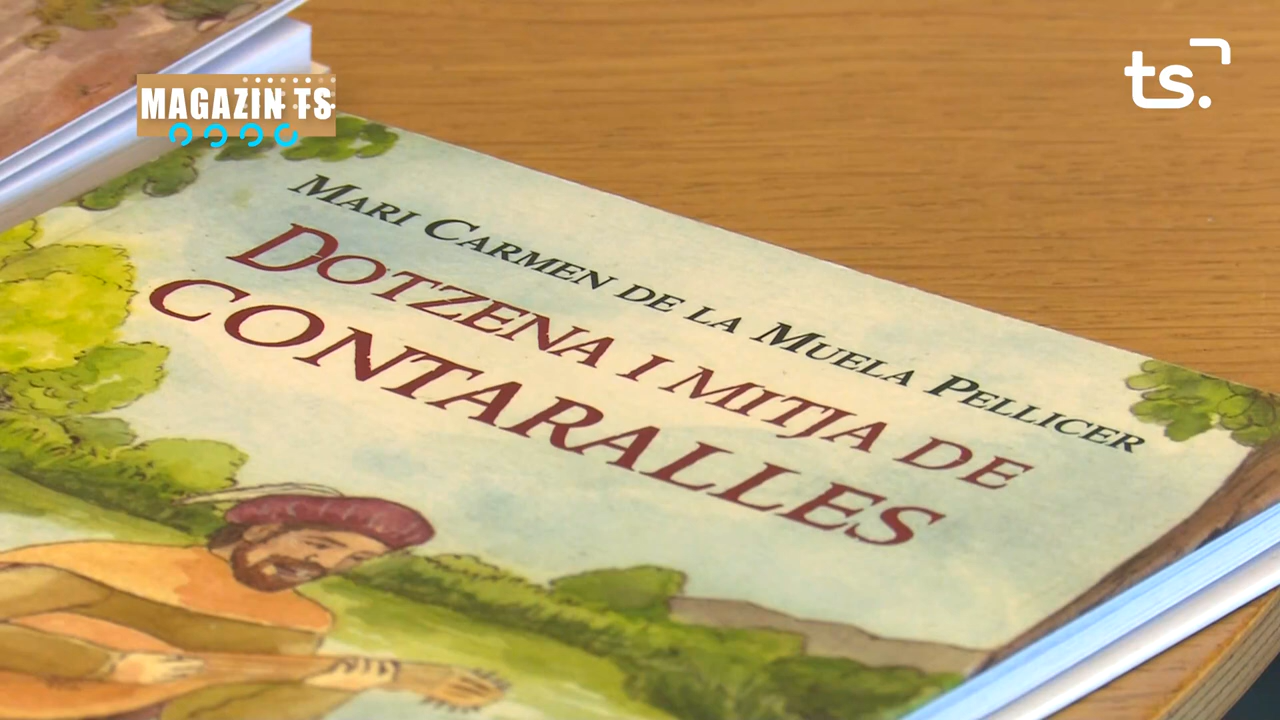 MAGAZIN TS
ts.
MARI CARMEN DE LA MUELA PELLICER
DOTZENA I MITJA DE
CONTARALLES